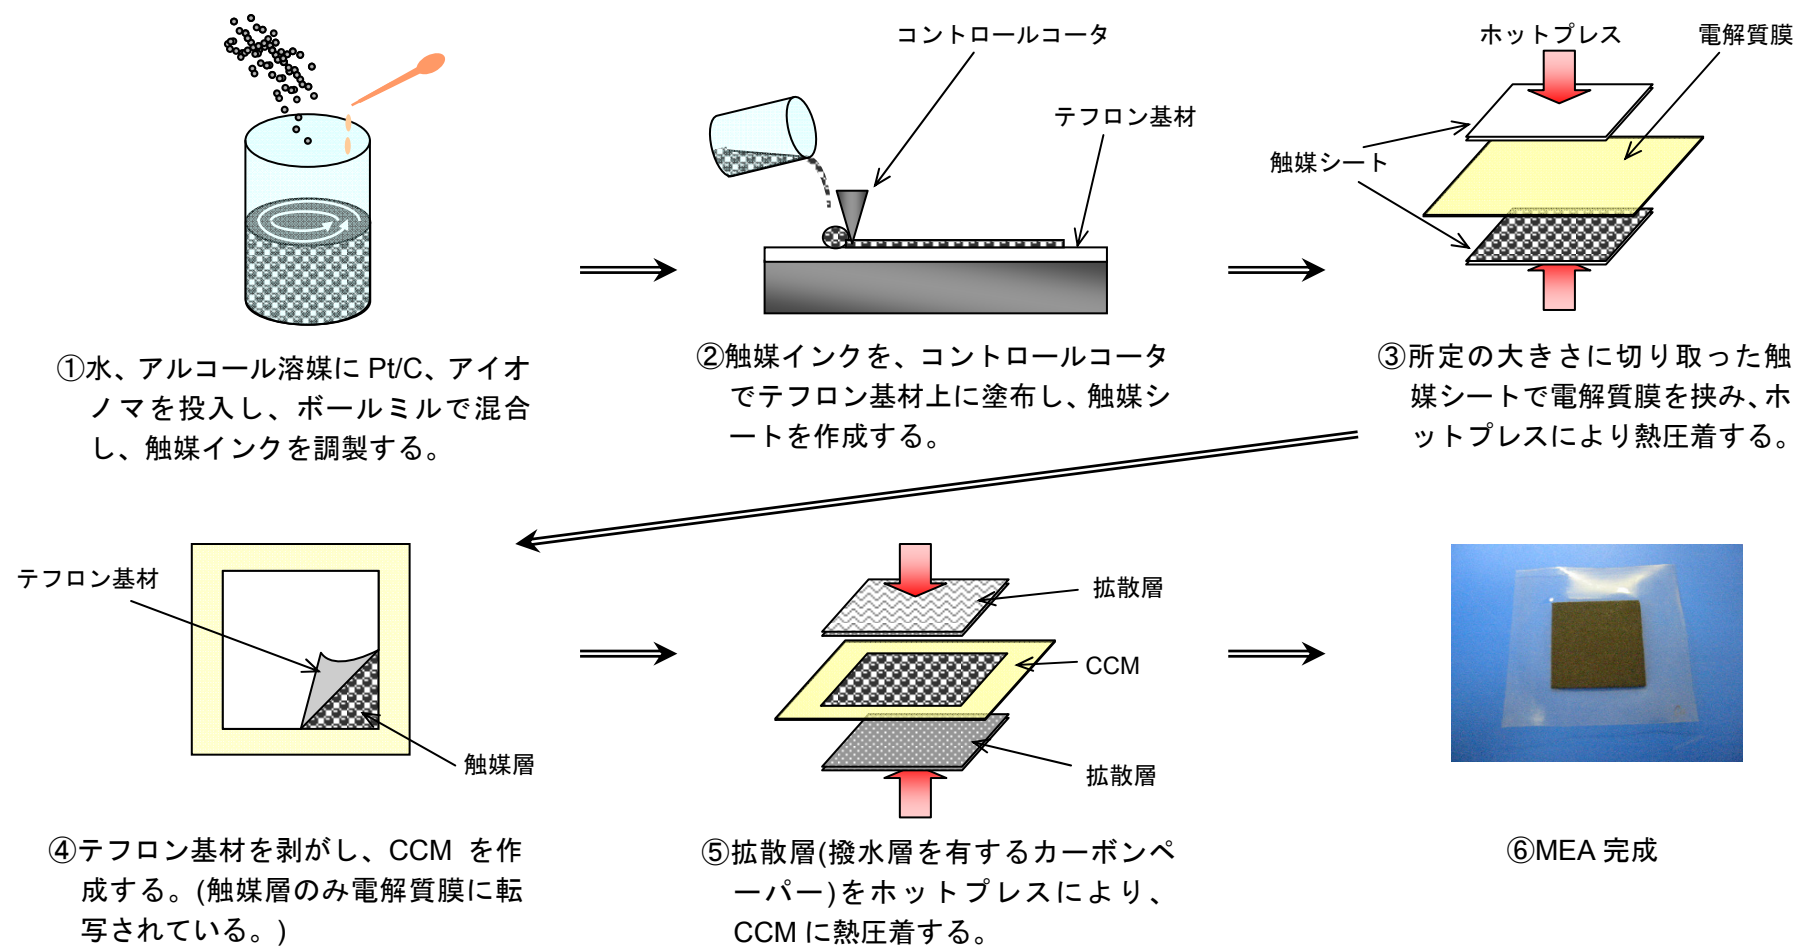 コントロールコータ
テフロン基材
ホットプレス
電解質膜
触媒シート
①水、アルコール溶媒に Pt/C、アイオ
ノマを投入し、ボールミルで混合
し、触媒インクを調製する。
②触媒インクを、コントロールコータ
でテフロン基材上に塗布し、触媒シ
ートを作成する。
③所定の大きさに切り取った触
媒シートで電解質膜を挟み、ホ
ットプレスにより熱圧着する。
テフロン基材
触媒層
拡散層
CCM
拡散層
④テフロン基材を剥がし、CCM を作
成する。(触媒層のみ電解質膜に転
写されている。)
⑤拡散層(撥水層を有するカーボンペ
ーパー)をホットプレスにより、
CCM に熱圧着する。
⑥MEA 完成